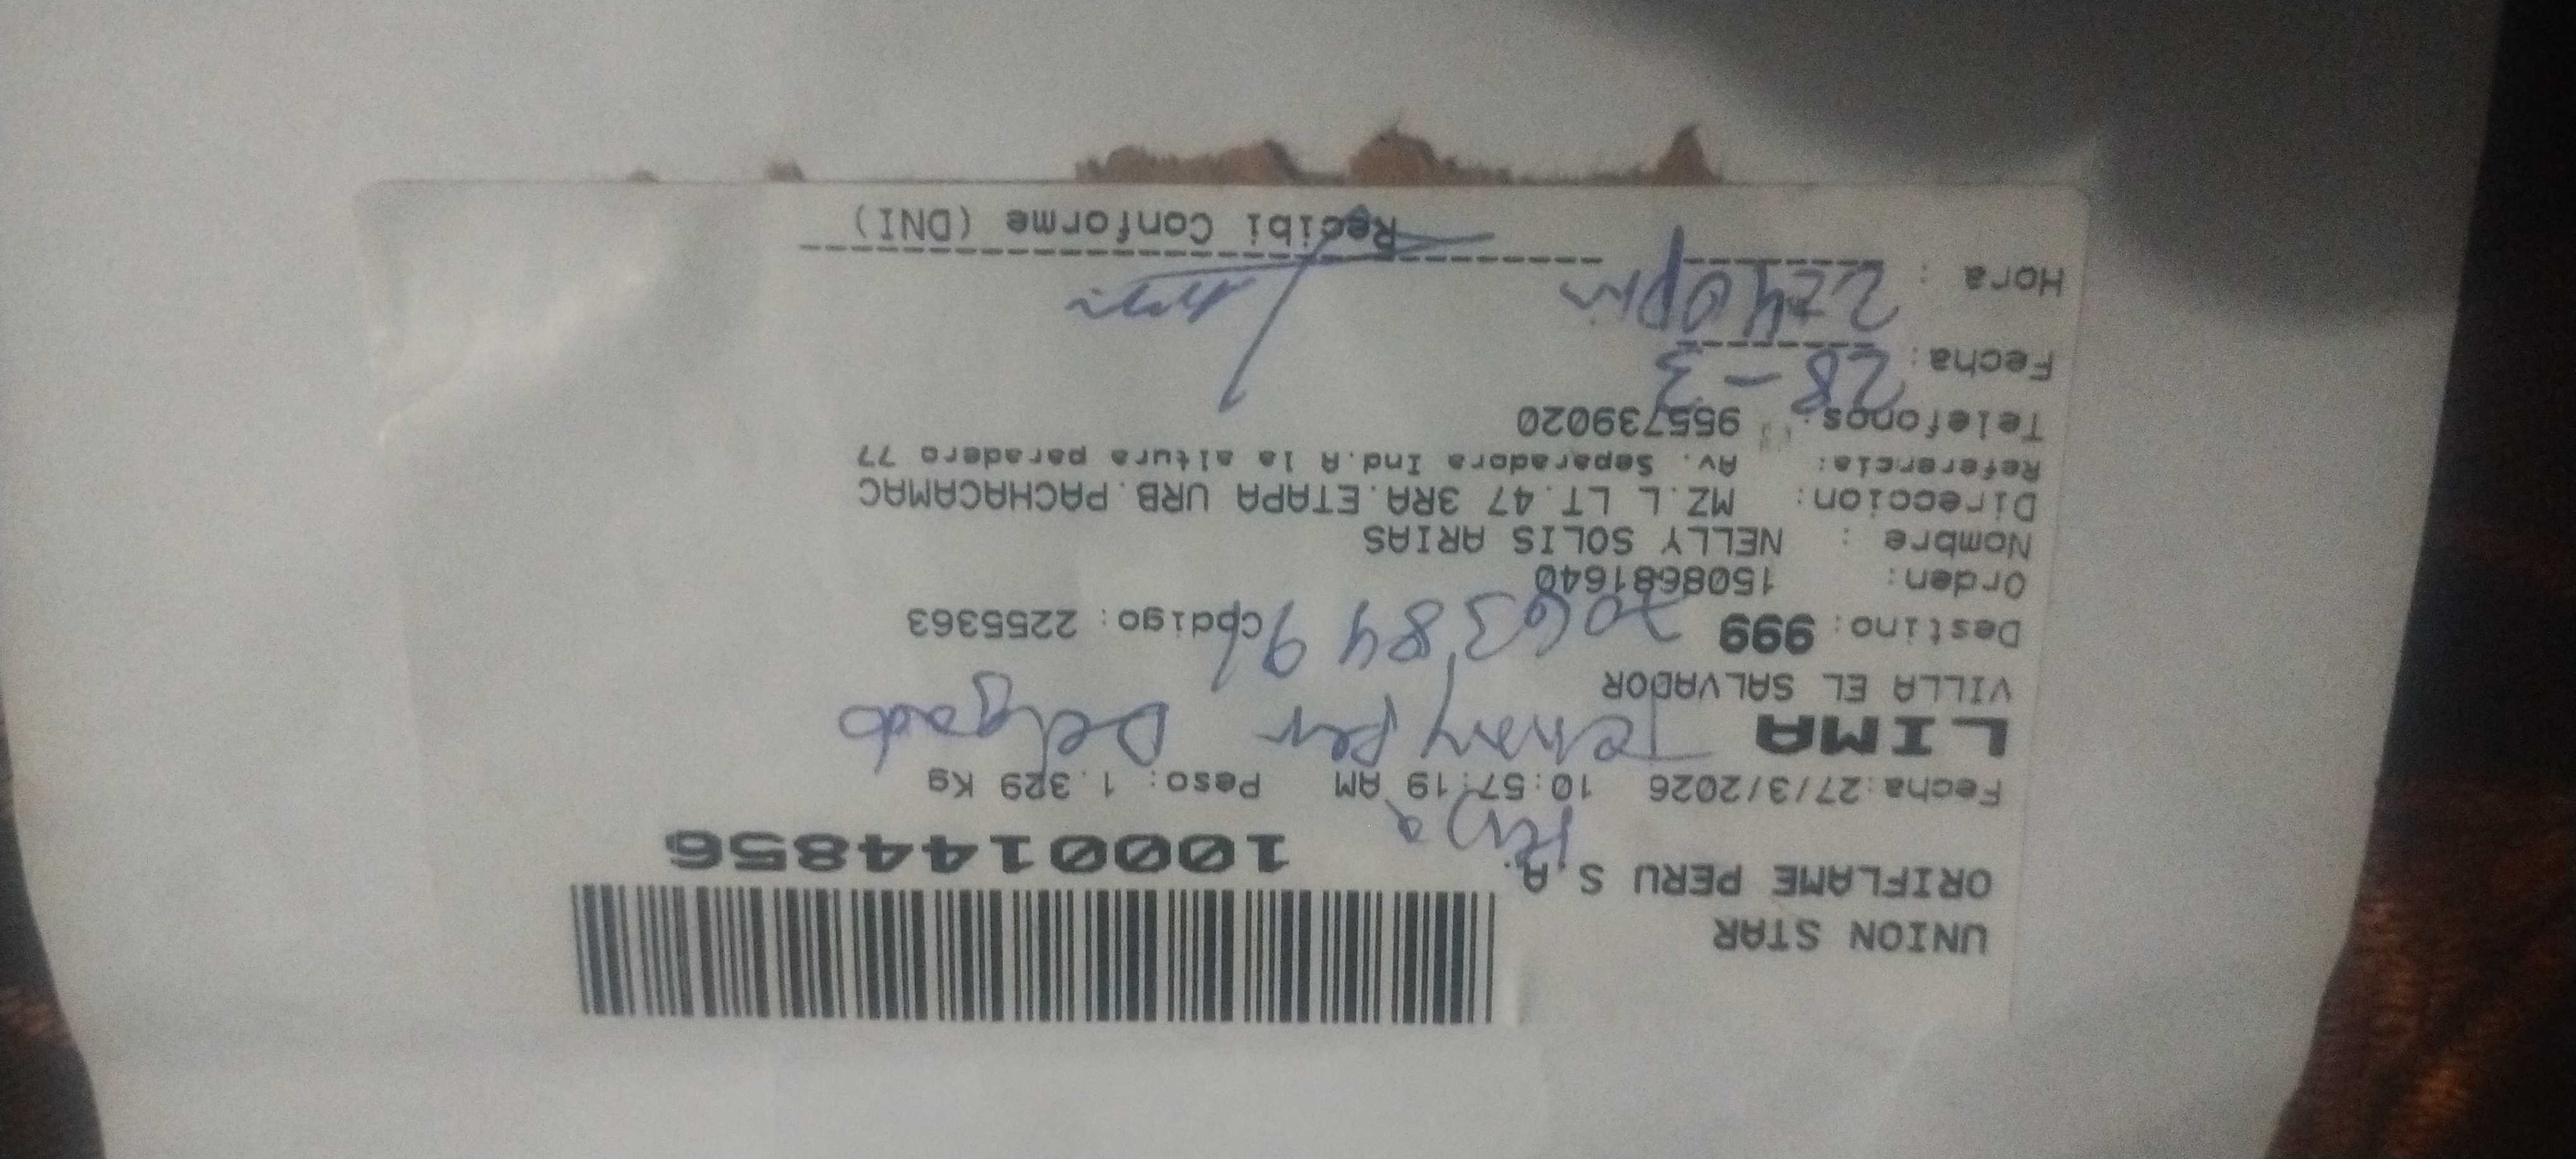 UNION STAR
ORIFLAME PERU S.A.
1000144856
Fecha:27/3/2026 10:57:19 AM Peso: 1.329 Kg
LIMA
Delgado
VILLA EL SALVADOR
Destino: 999 Codigo: 2255363
Orden: 1508681640
Nombre : NELLY SOLIS ARIAS
Direccion: MZ.L LT.47 3RA.ETAPA URB.PACHACAMAC
Referencia: Av. Separadora Ind.A la altura paradero 77
Telefonos: 955739020
Fecha: 28-3
Hora : 2:40pm
Recibi Conforme (DNI)